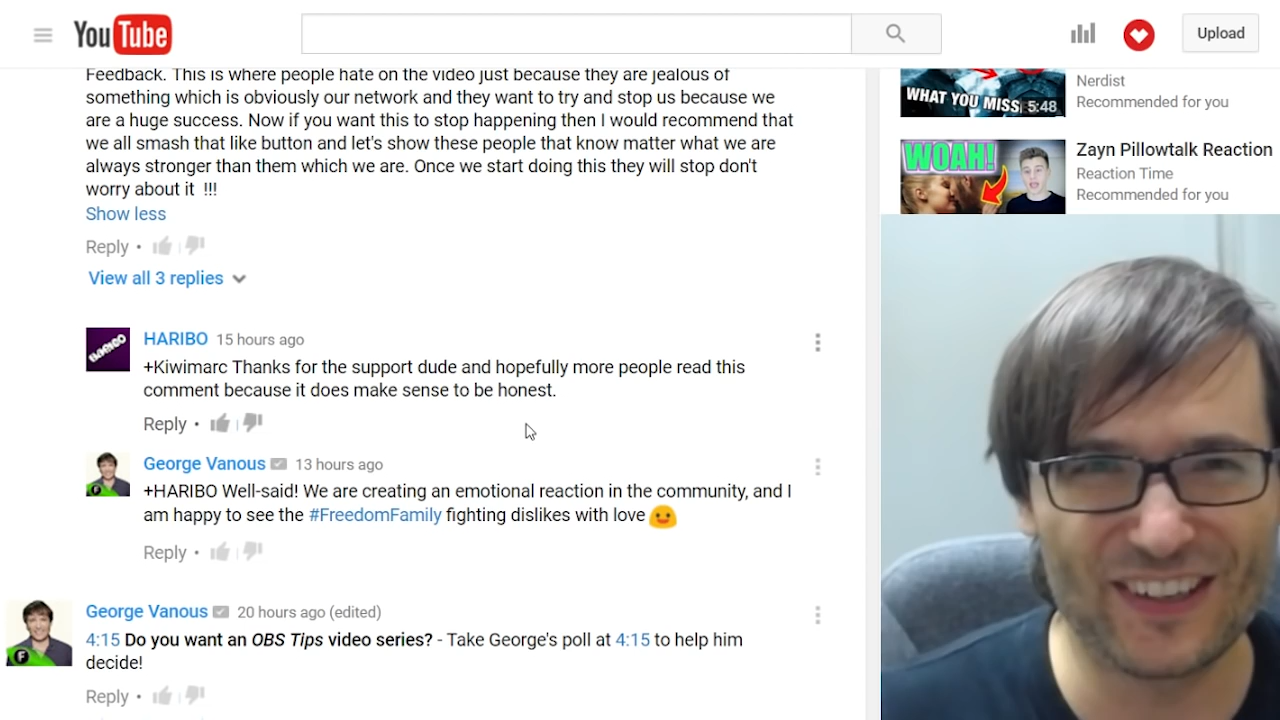 YouTube
Upload
Feedback. This is where people hate on the video just because they are jealous of
something which is obviously our network and they want to try and stop us because we
are a huge success. Now if you want this to stop happening then I would recommend that
we all smash that like button and let's show these people that know matter what we are
always stronger than them which we are. Once we start doing this they will stop don't
worry about it !!!
Show less
Reply •
View all 3 replies
HARIBO 15 hours ago
+Kiwimarc Thanks for the support dude and hopefully more people read this
comment because it does make sense to be honest.
Reply •
George Vanous 13 hours ago
+HARIBO Well-said! We are creating an emotional reaction in the community, and I
am happy to see the #FreedomFamily fighting dislikes with love
Reply •
George Vanous 20 hours ago (edited)
4:15 Do you want an OBS Tips video series? - Take George's poll at 4:15 to help him
decide!
Reply •
WHAT YOU MISS 5:48
Nerdist
Recommended for you
WOAH!
Zayn Pillowtalk Reaction
Reaction Time
Recommended for you
HARIBO
F
F